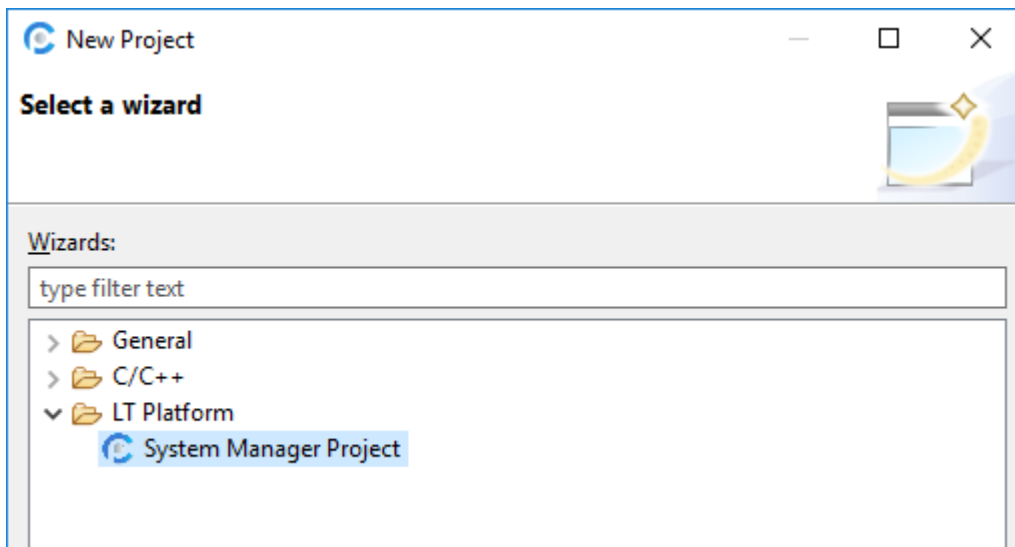 New Project
Select a wizard
Wizards:
type filter text
General
C/C++
LT Platform
System Manager Project